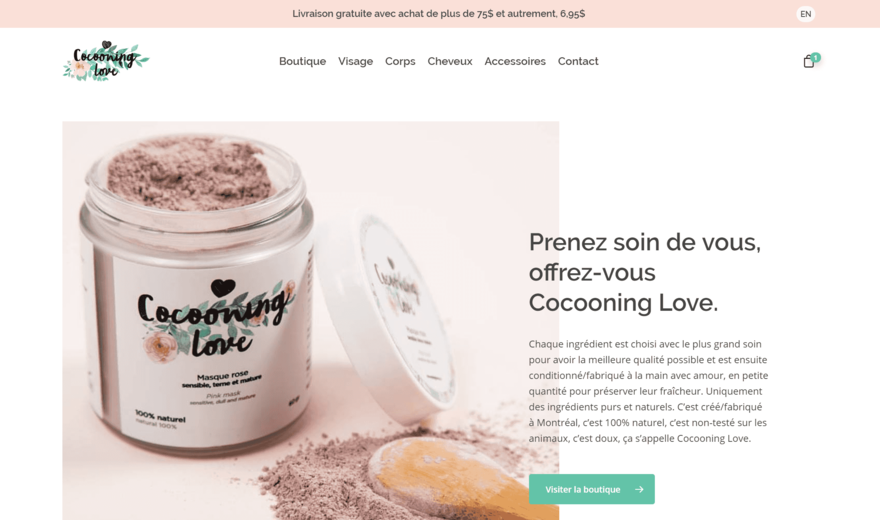 Livraison gratuite avec achat de plus de 75$ et autrement, 6,95$
EN
Cocooning
love
Boutique Visage Corps Cheveux Accessoires Contact
1
Cocooning
love
Masque rose
sensible, terne et mature
Pink mask
sensitive, dull and mature
100% naturel
natural 100%
Prenez soin de vous,
offrez-vous
Cocooning Love.
Chaque ingrédient est choisi avec le plus grand soin
pour avoir la meilleure qualité possible et est ensuite
conditionné/fabriqué à la main avec amour, en petite
quantité pour préserver leur fraîcheur. Uniquement
des ingrédients purs et naturels. C'est créé/fabriqué
à Montréal, c'est 100% naturel, c'est non-testé sur les
animaux, c'est doux, ça s'appelle Cocooning Love.
Visiter la boutique →